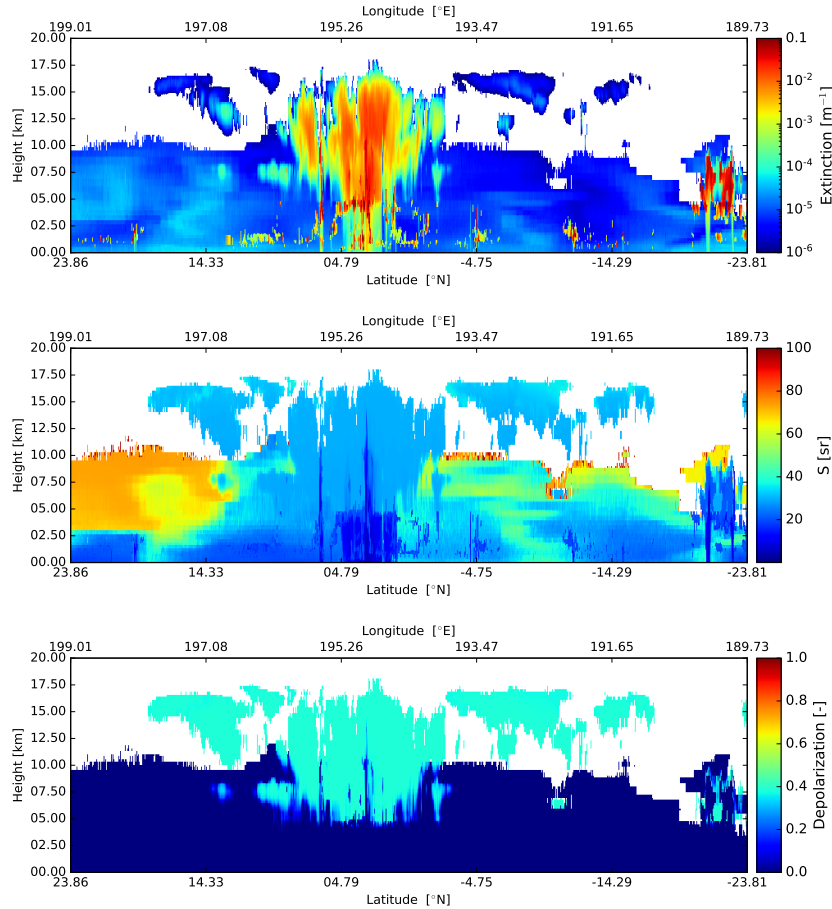 Longitude [°E]
199.01 197.08 195.26 193.47 191.65 189.73
20.00 0.1
17.50
15.00 10⁻²
12.50
10.00 10⁻³
07.50 10⁻⁴
05.00
02.50 10⁻⁵
00.00 10⁻⁶
Height [km]
Extinction [m⁻¹]
23.86 14.33 04.79 -4.75 -14.29 -23.81
Latitude [°N]
Longitude [°E]
199.01 197.08 195.26 193.47 191.65 189.73
20.00 100
17.50
15.00 80
12.50
10.00 60
07.50 40
05.00
02.50 20
00.00
Height [km]
S [sr]
23.86 14.33 04.79 -4.75 -14.29 -23.81
Latitude [°N]
Longitude [°E]
199.01 197.08 195.26 193.47 191.65 189.73
20.00 1.0
17.50
15.00 0.8
12.50
10.00 0.6
07.50 0.4
05.00
02.50 0.2
00.00 0.0
Height [km]
Depolarization [-]
23.86 14.33 04.79 -4.75 -14.29 -23.81
Latitude [°N]